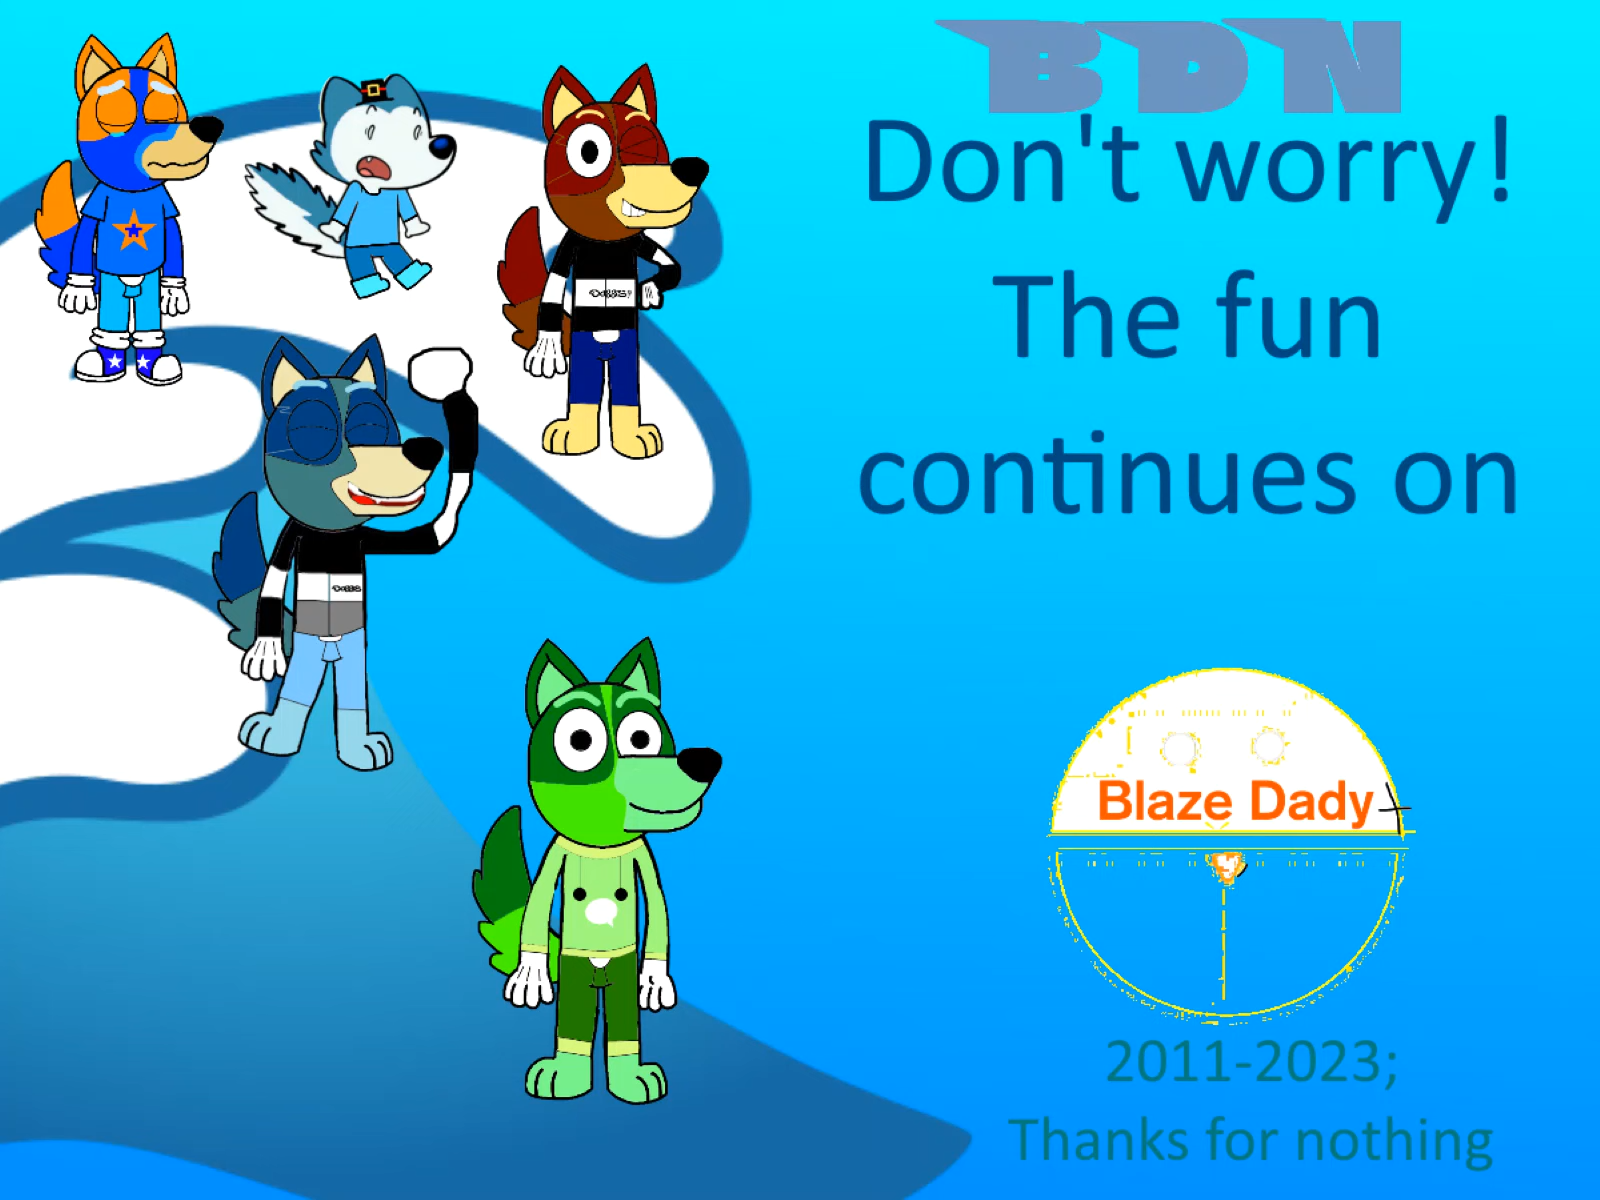 BDN
Don't worry!
The fun
continues on
Blaze Dady
2011-2023;
Thanks for nothing